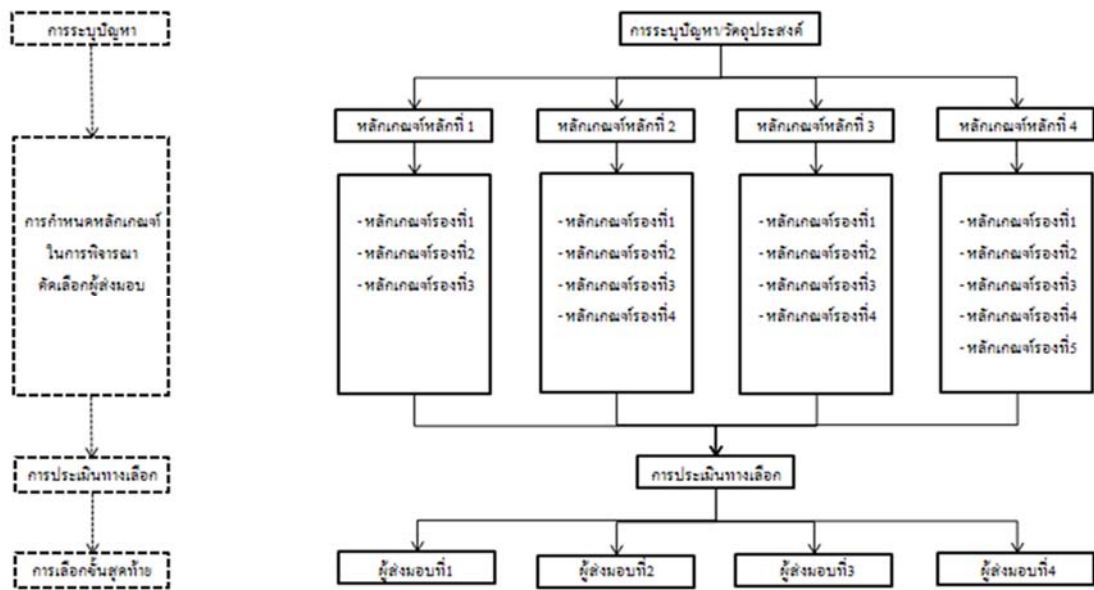 การระบุปัญหา
การกำหนดหลักเกณฑ์
ในการพิจารณา
คัดเลือกผู้ส่งมอบ
การประเมินทางเลือก
การเลือกขั้นสุดท้าย
การระบุปัญหา/วัตถุประสงค์
หลักเกณฑ์หลักที่ 1
หลักเกณฑ์หลักที่ 2
หลักเกณฑ์หลักที่ 3
หลักเกณฑ์หลักที่ 4
-หลักเกณฑ์รองที่1
-หลักเกณฑ์รองที่2
-หลักเกณฑ์รองที่3
-หลักเกณฑ์รองที่1
-หลักเกณฑ์รองที่2
-หลักเกณฑ์รองที่3
-หลักเกณฑ์รองที่4
-หลักเกณฑ์รองที่1
-หลักเกณฑ์รองที่2
-หลักเกณฑ์รองที่3
-หลักเกณฑ์รองที่4
-หลักเกณฑ์รองที่1
-หลักเกณฑ์รองที่2
-หลักเกณฑ์รองที่3
-หลักเกณฑ์รองที่4
-หลักเกณฑ์รองที่5
การประเมินทางเลือก
ผู้ส่งมอบที่1
ผู้ส่งมอบที่2
ผู้ส่งมอบที่3
ผู้ส่งมอบที่4